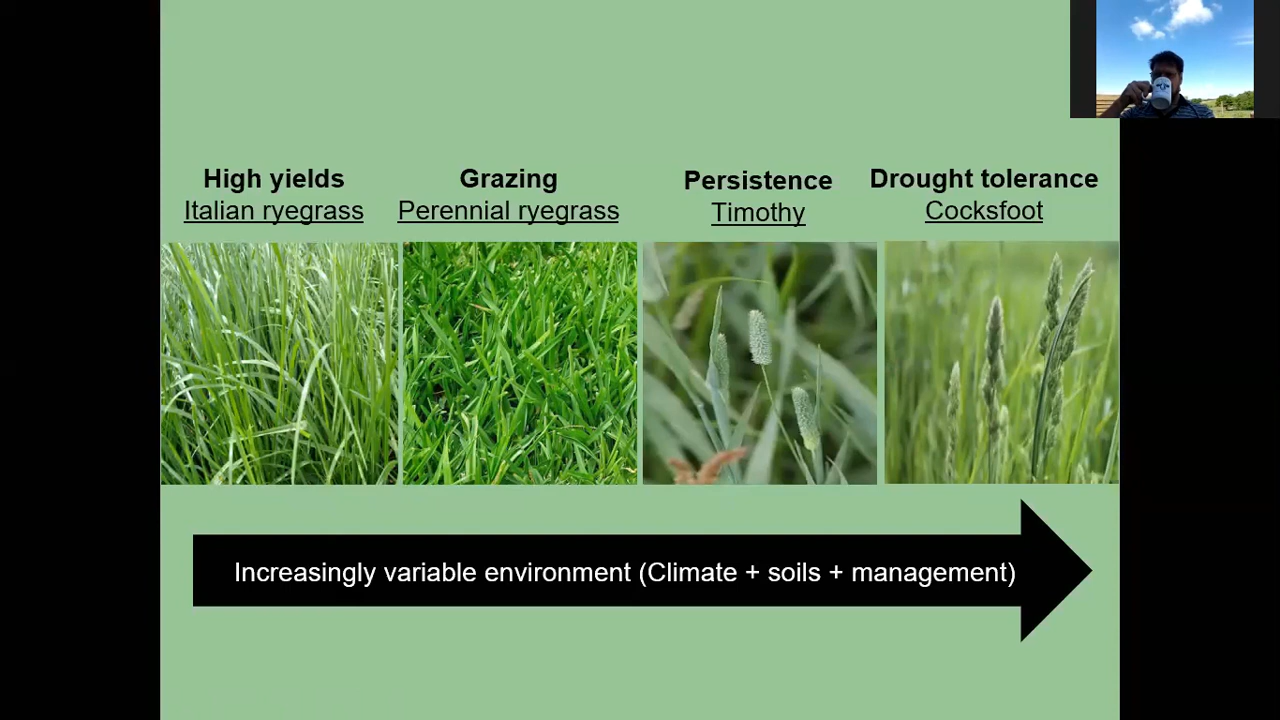 High yields
Italian ryegrass
Grazing
Perennial ryegrass
Persistence
Timothy
Drought tolerance
Cocksfoot
Increasingly variable environment (Climate + soils + management)